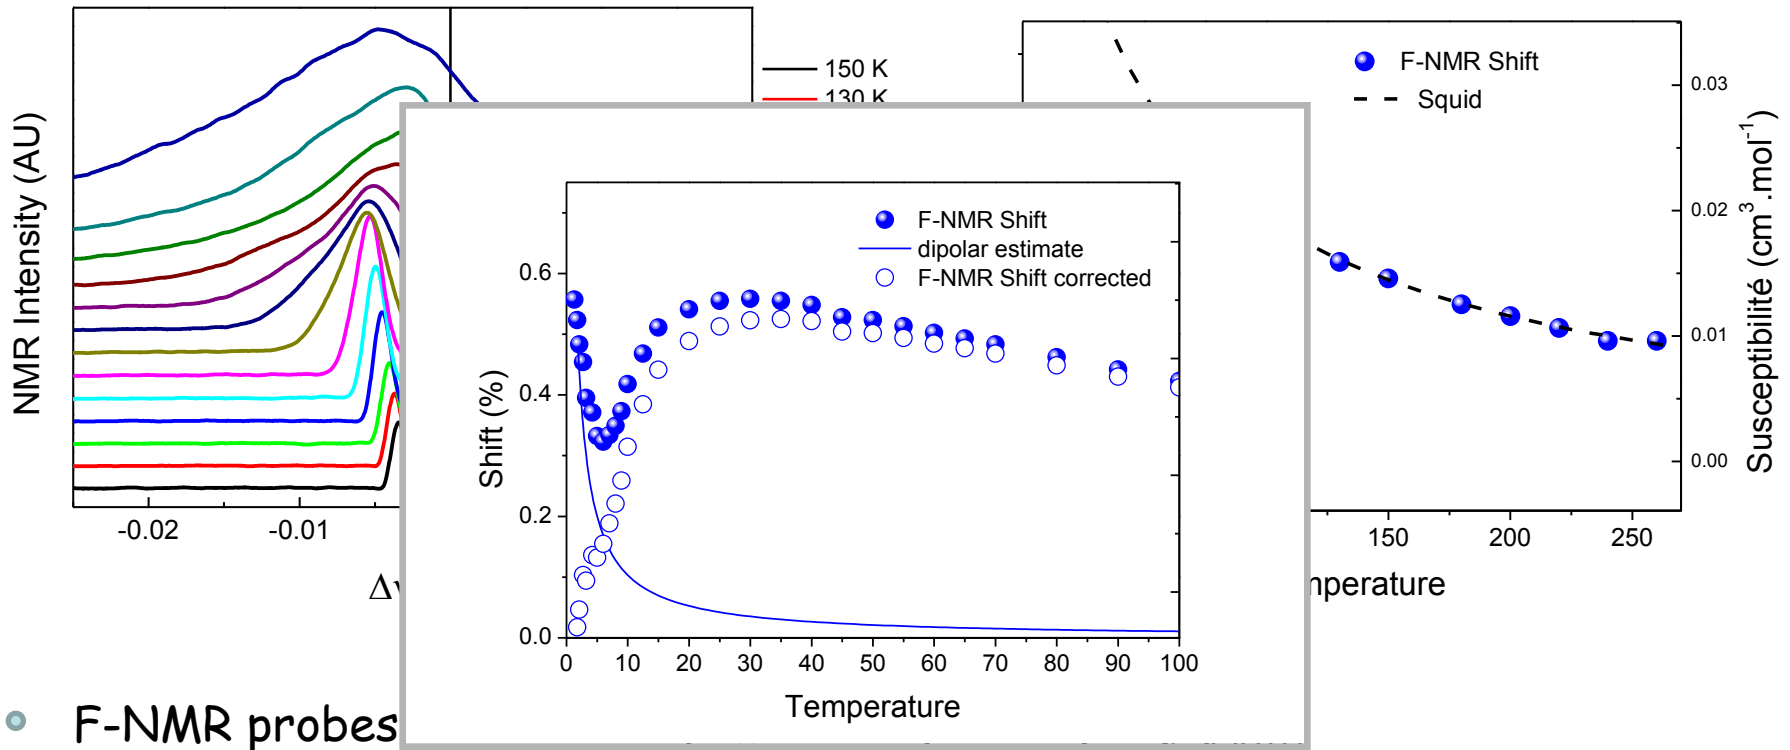 NMR Intensity (AU)
-0.02
-0.01
150 K
130 K
F-NMR Shift
Squid
0.03
0.02
0.01
0.00
Susceptibilité (cm³.mol⁻¹)
150
200
250
F-NMR Shift
dipolar estimate
F-NMR Shift corrected
Shift (%)
0.6
0.4
0.2
0.0
0 10 20 30 40 50 60 70 80 90 100
Temperature
F-NMR probes